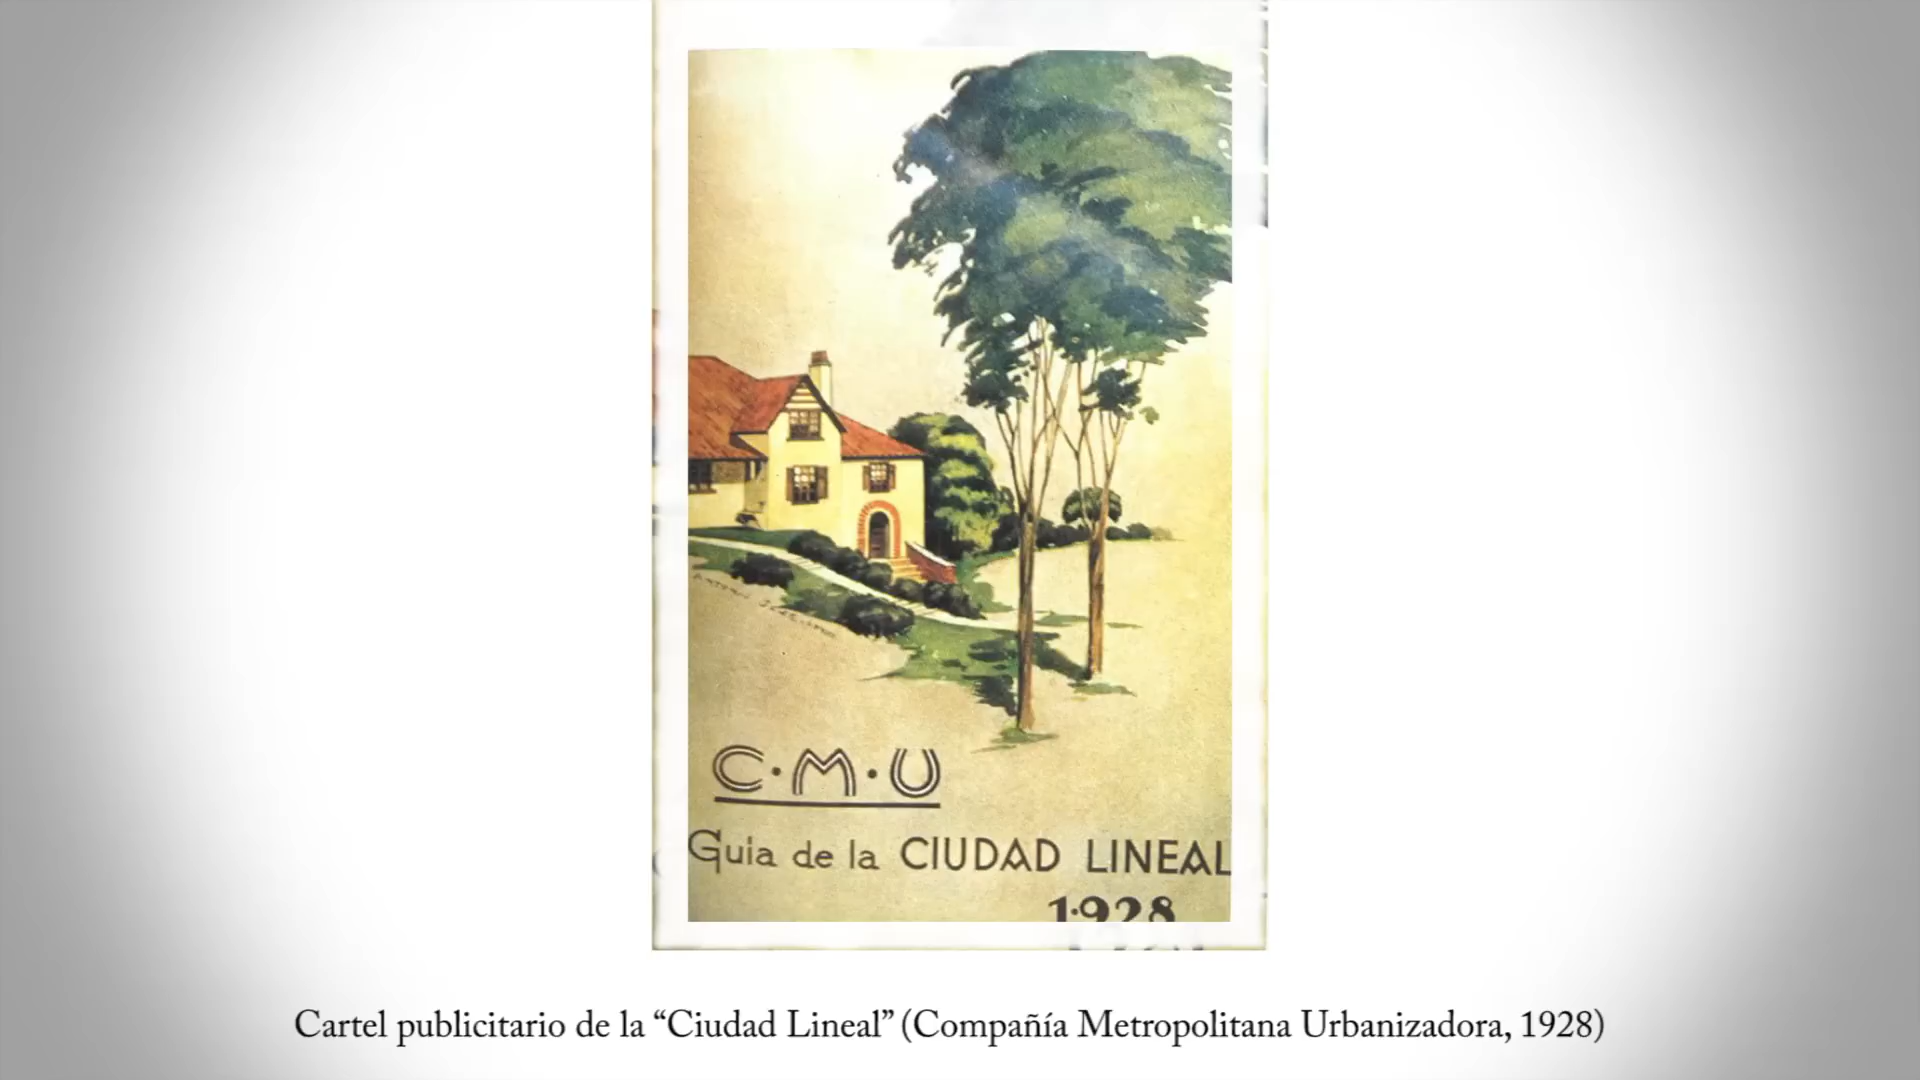 C·M·U
Guia de la CIUDAD LINEAL
1·928
Cartel publicitario de la “Ciudad Lineal” (Compañía Metropolitana Urbanizadora, 1928)